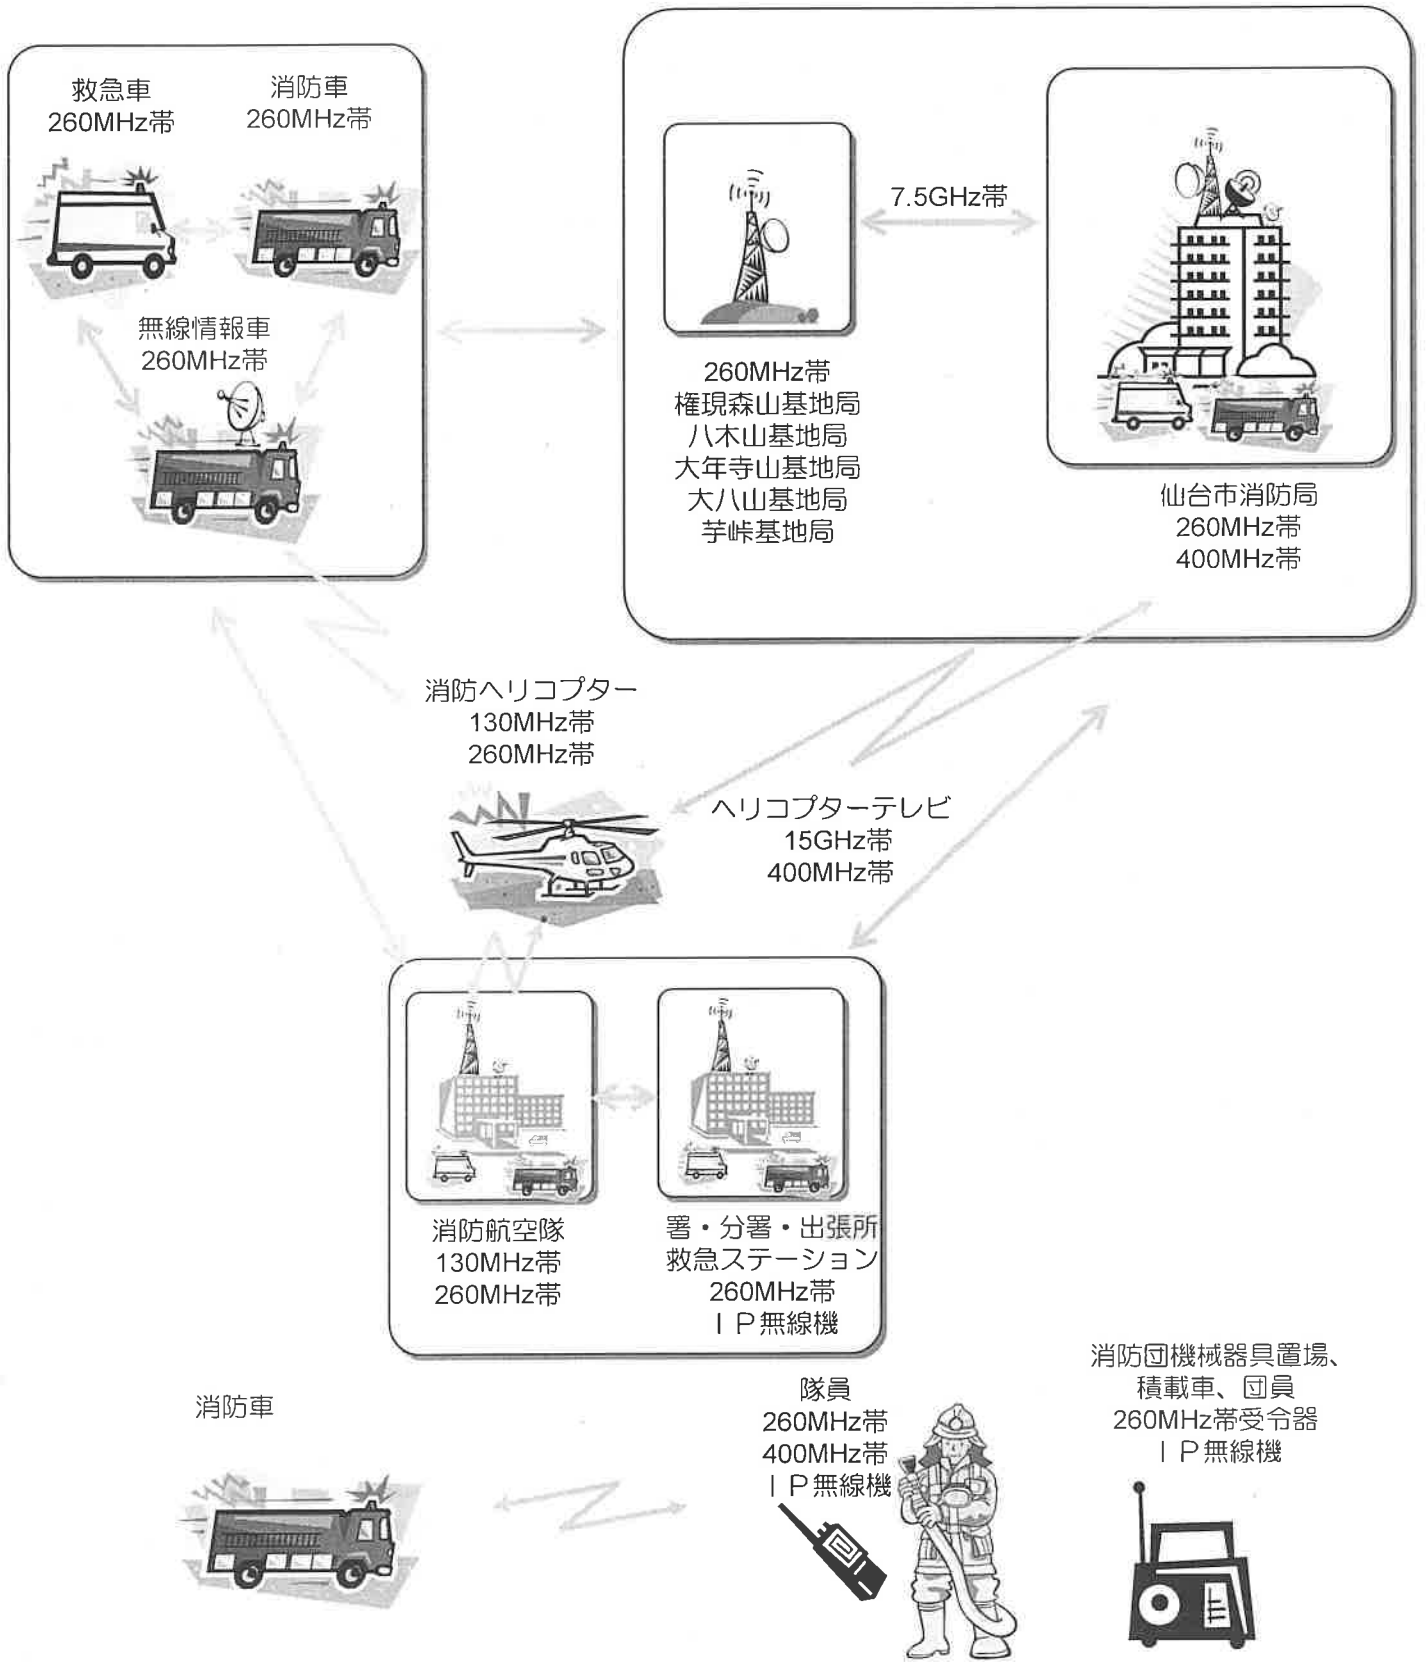 救急車
260MHz帯
消防車
260MHz帯
無線情報車
260MHz帯
7.5GHz帯
260MHz帯
権現森山基地局
八木山基地局
大年寺山基地局
大八山基地局
芋峠基地局
仙台市消防局
260MHz帯
400MHz帯
消防ヘリコプター
130MHz帯
260MHz帯
ヘリコプターテレビ
15GHz帯
400MHz帯
消防航空隊
130MHz帯
260MHz帯
署・分署・出張所
救急ステーション
260MHz帯
ＩＰ無線機
消防車
隊員
260MHz帯
400MHz帯
ＩＰ無線機
消防団機械器具置場、
積載車、団員
260MHz帯受令器
ＩＰ無線機